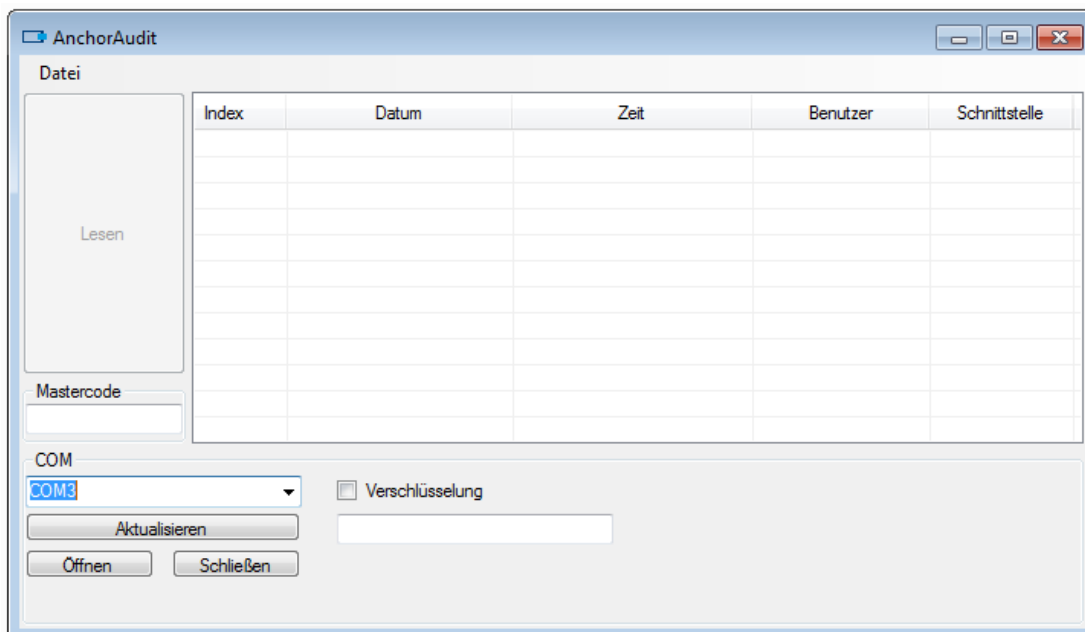 AnchorAudit
Datei
Index Datum Zeit Benutzer Schnittstelle
Lesen
Mastercode
COM
COM3 Verschlüsselung
Aktualisieren
Öffnen Schließen